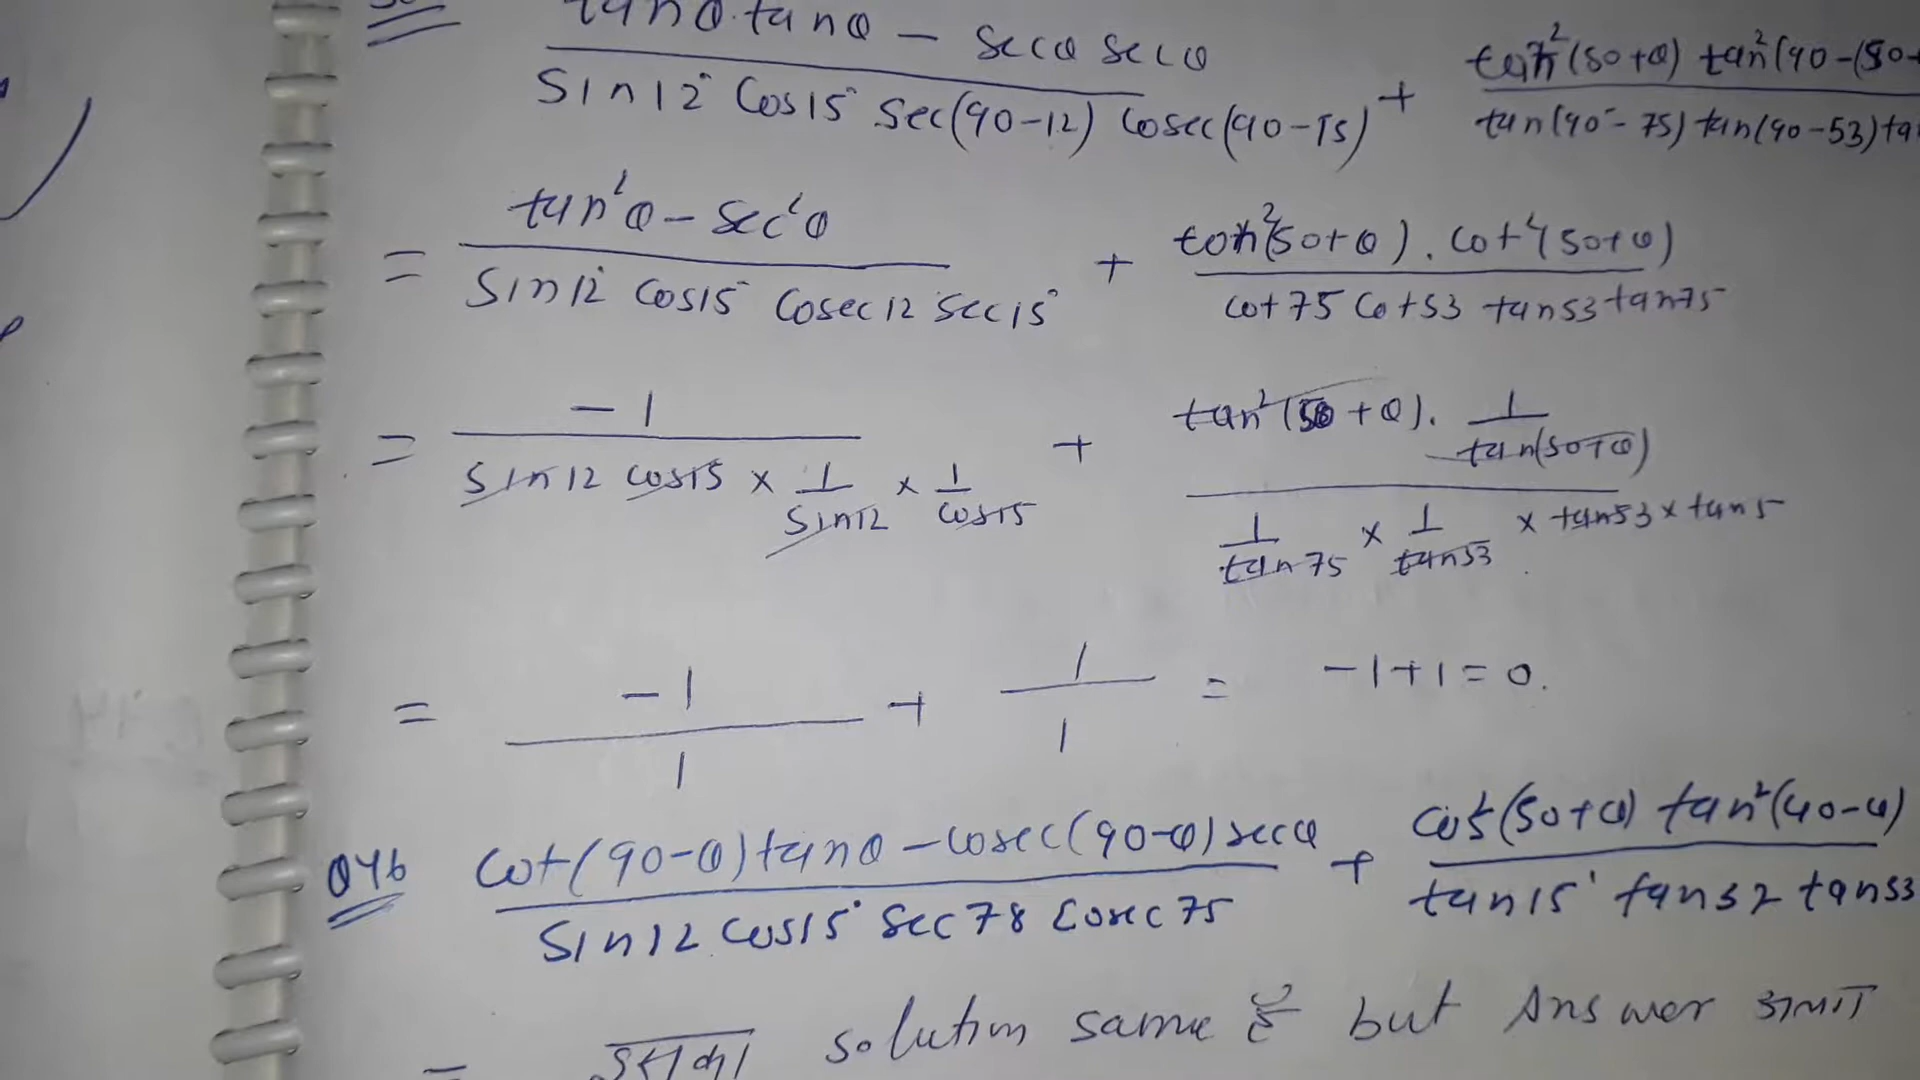 tanθ.tanθ - secθ secθ / Sin12° Cos15° Sec(90-12) Cosec(90-15) + tan²(50+θ) tan²(90-(50+ / tan(90-75) tan(90-53) ta
= tan²θ - Sec²θ / Sin12° Cos15° Cosec12 Sec15° + tan²(50+θ). Cot²(50+θ) / Cot75 Cot53 tan53 tan75
= -1 / Sin12 Cos15 × 1/Sin12 × 1/Cos15 + tan²(50+θ). 1/tan(50+θ) / 1/tan75 × 1/tan53 × tan53 × tan5
= -1/1 + 1/1 = -1+1=0.
Q46 Cot(90-θ)tanθ - Cosec(90-θ)secθ / Sin12 Cos15° Sec78 Cosec75 + Cot²(50+θ) tan²(40-θ) / tan15° tan32 tan53
= इसका solution same है but Answer